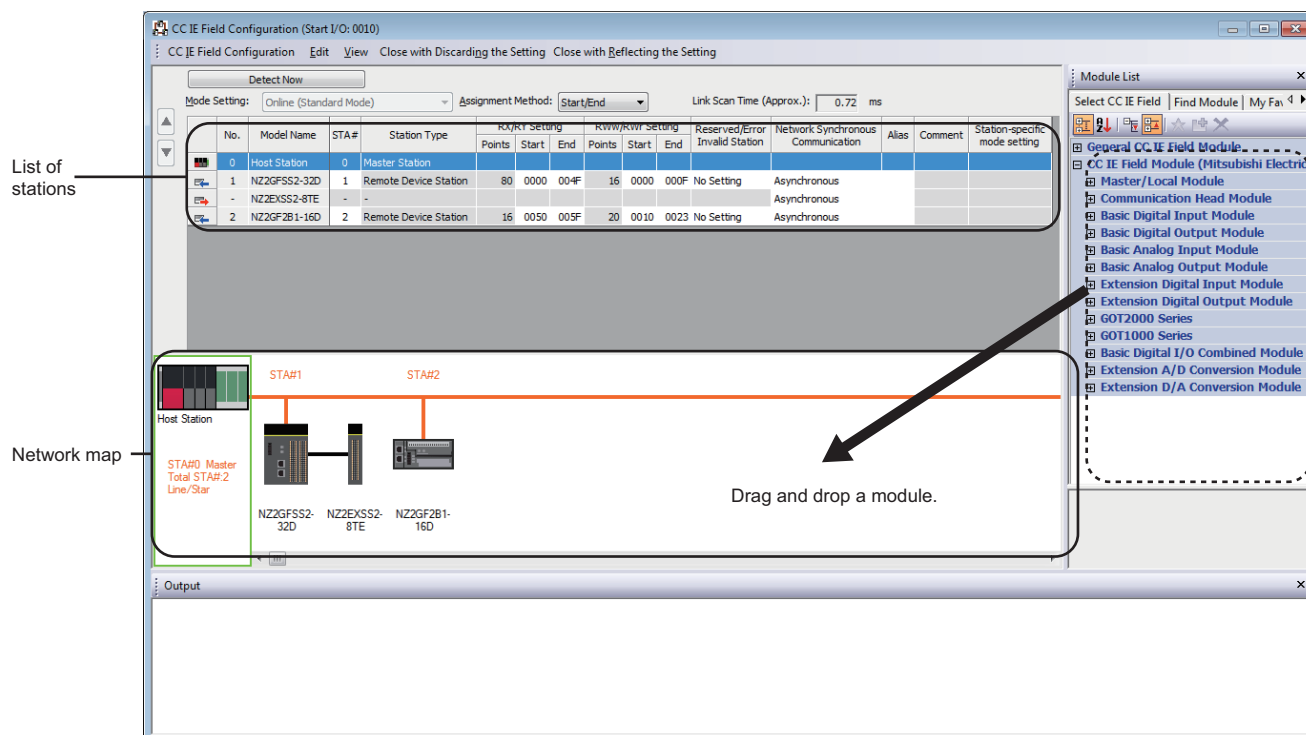 CC IE Field Configuration (Start I/O: 0010)
CC IE Field Configuration Edit View Close with Discarding the Setting Close with Reflecting the Setting
Detect Now
Mode Setting: Online (Standard Mode) Assignment Method: Start/End Link Scan Time (Approx.): 0.72 ms
No. Model Name STA# Station Type RX/RY Setting RWw/RWr Setting Reserved/Error Invalid Station Network Synchronous Communication Alias Comment Station-specific mode setting
Points Start End Points Start End
0 Host Station 0 Master Station
1 NZ2GFSS2-32D 1 Remote Device Station 80 0000 004F 16 0000 000F No Setting Asynchronous
- NZ2EXSS2-8TE - - Asynchronous
2 NZ2GF2B1-16D 2 Remote Device Station 16 0050 005F 20 0010 0023 No Setting Asynchronous
List of
stations
Network map
STA#1 STA#2
Host Station
STA#0 Master
Total STA#:2
Line/Star
NZ2GFSS2-
32D
NZ2EXSS2-
8TE
NZ2GF2B1-
16D
Drag and drop a module.
Module List
Select CC IE Field Find Module My Fav
General CC IE Field Module
CC IE Field Module (Mitsubishi Electric
Master/Local Module
Communication Head Module
Basic Digital Input Module
Basic Digital Output Module
Basic Analog Input Module
Basic Analog Output Module
Extension Digital Input Module
Extension Digital Output Module
GOT2000 Series
GOT1000 Series
Basic Digital I/O Combined Module
Extension A/D Conversion Module
Extension D/A Conversion Module
Output